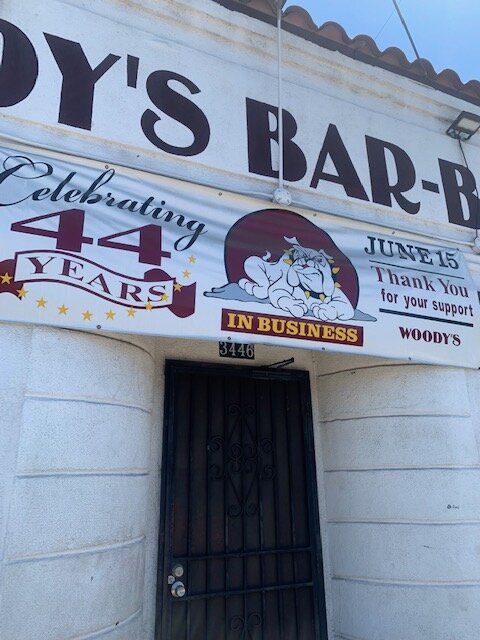 DY'S BAR-B
Celebrating
44
YEARS
IN BUSINESS
JUNE 15
Thank You
for your support
WOODY'S
3446